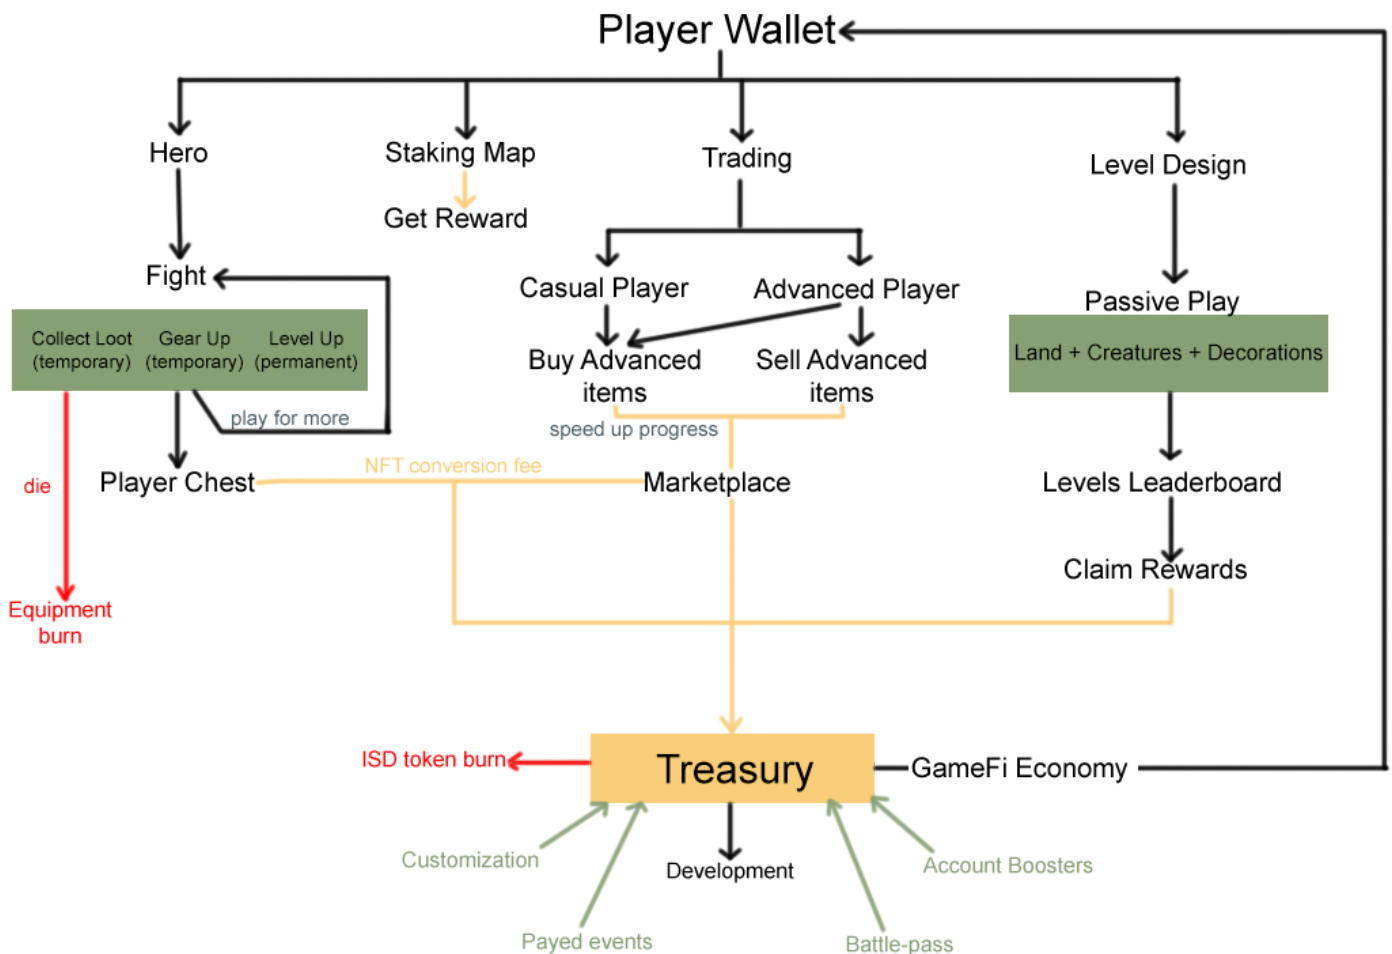 Player Wallet
Hero
Staking Map
Trading
Level Design
Get Reward
Fight
Casual Player
Advanced Player
Passive Play
Collect Loot
(temporary)
Gear Up
(temporary)
Level Up
(permanent)
Land + Creatures + Decorations
Buy Advanced
items
Sell Advanced
items
play for more
speed up progress
NFT conversion fee
die
Player Chest
Marketplace
Levels Leaderboard
Claim Rewards
Equipment
burn
ISD token burn
Treasury
GameFi Economy
Customization
Development
Account Boosters
Payed events
Battle-pass